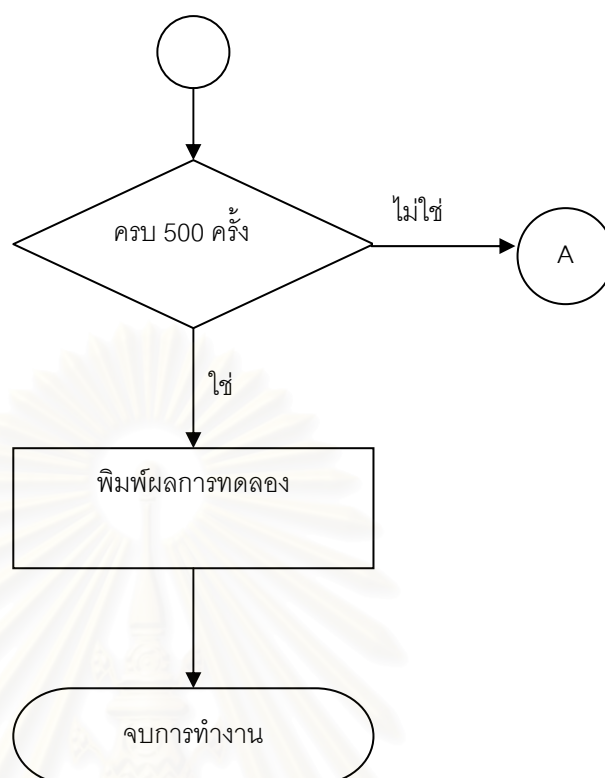 ครบ 500 ครั้ง
ไม่ใช่
A
ใช่
พิมพ์ผลการทดลอง
จบการทำงาน